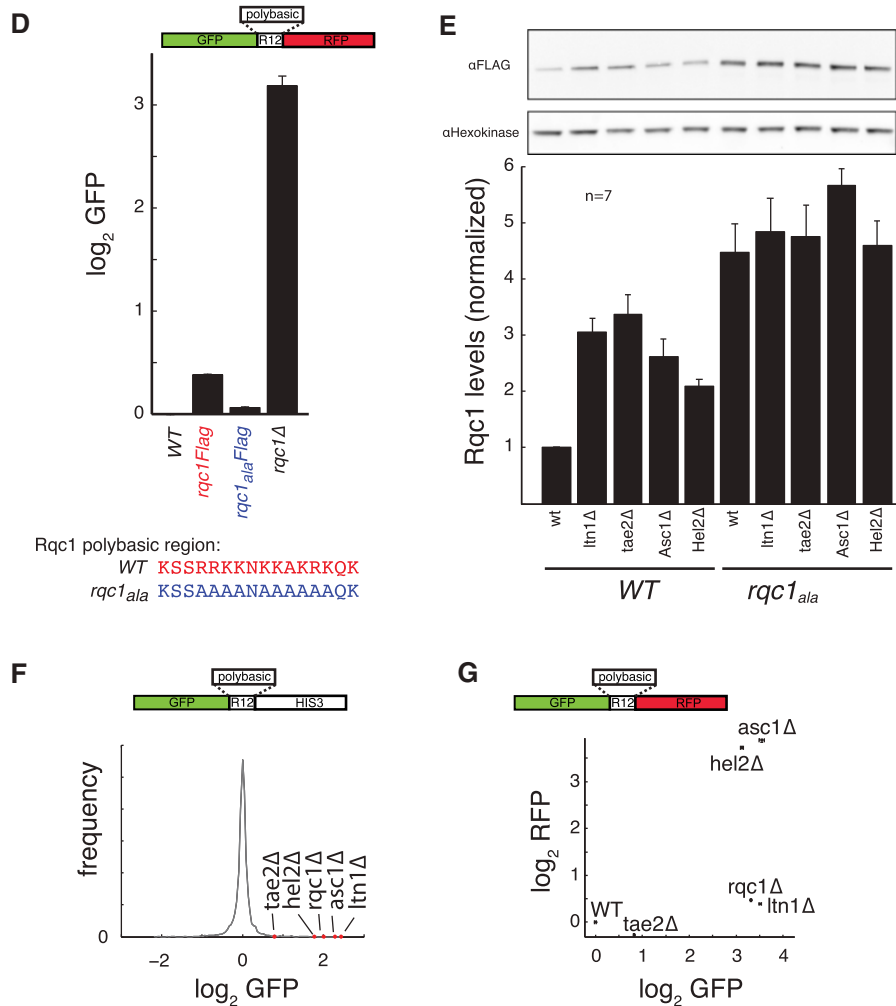 D
polybasic
GFP R12 RFP
log2 GFP
3
2
1
0
WT
rqc1Flag
rqc1alaFlag
rqc1Δ
Rqc1 polybasic region:
WT KSSRRKKNKKAKRKQK
rqc1ala KSSAAAANAAAAAAQK
E
αFLAG
αHexokinase
Rqc1 levels (normalized)
6
5
4
3
2
1
n=7
wt ltn1Δ tae2Δ Asc1Δ Hel2Δ wt ltn1Δ tae2Δ Asc1Δ Hel2Δ
WT rqc1ala
F
polybasic
GFP R12 HIS3
frequency
0
tae2Δ hel2Δ rqc1Δ asc1Δ ltn1Δ
−2 0 2
log2 GFP
G
polybasic
GFP R12 RFP
log2 RFP
3
2
1
0
asc1Δ
hel2Δ
rqc1Δ
ltn1Δ
WT
tae2Δ
0 1 2 3 4
log2 GFP